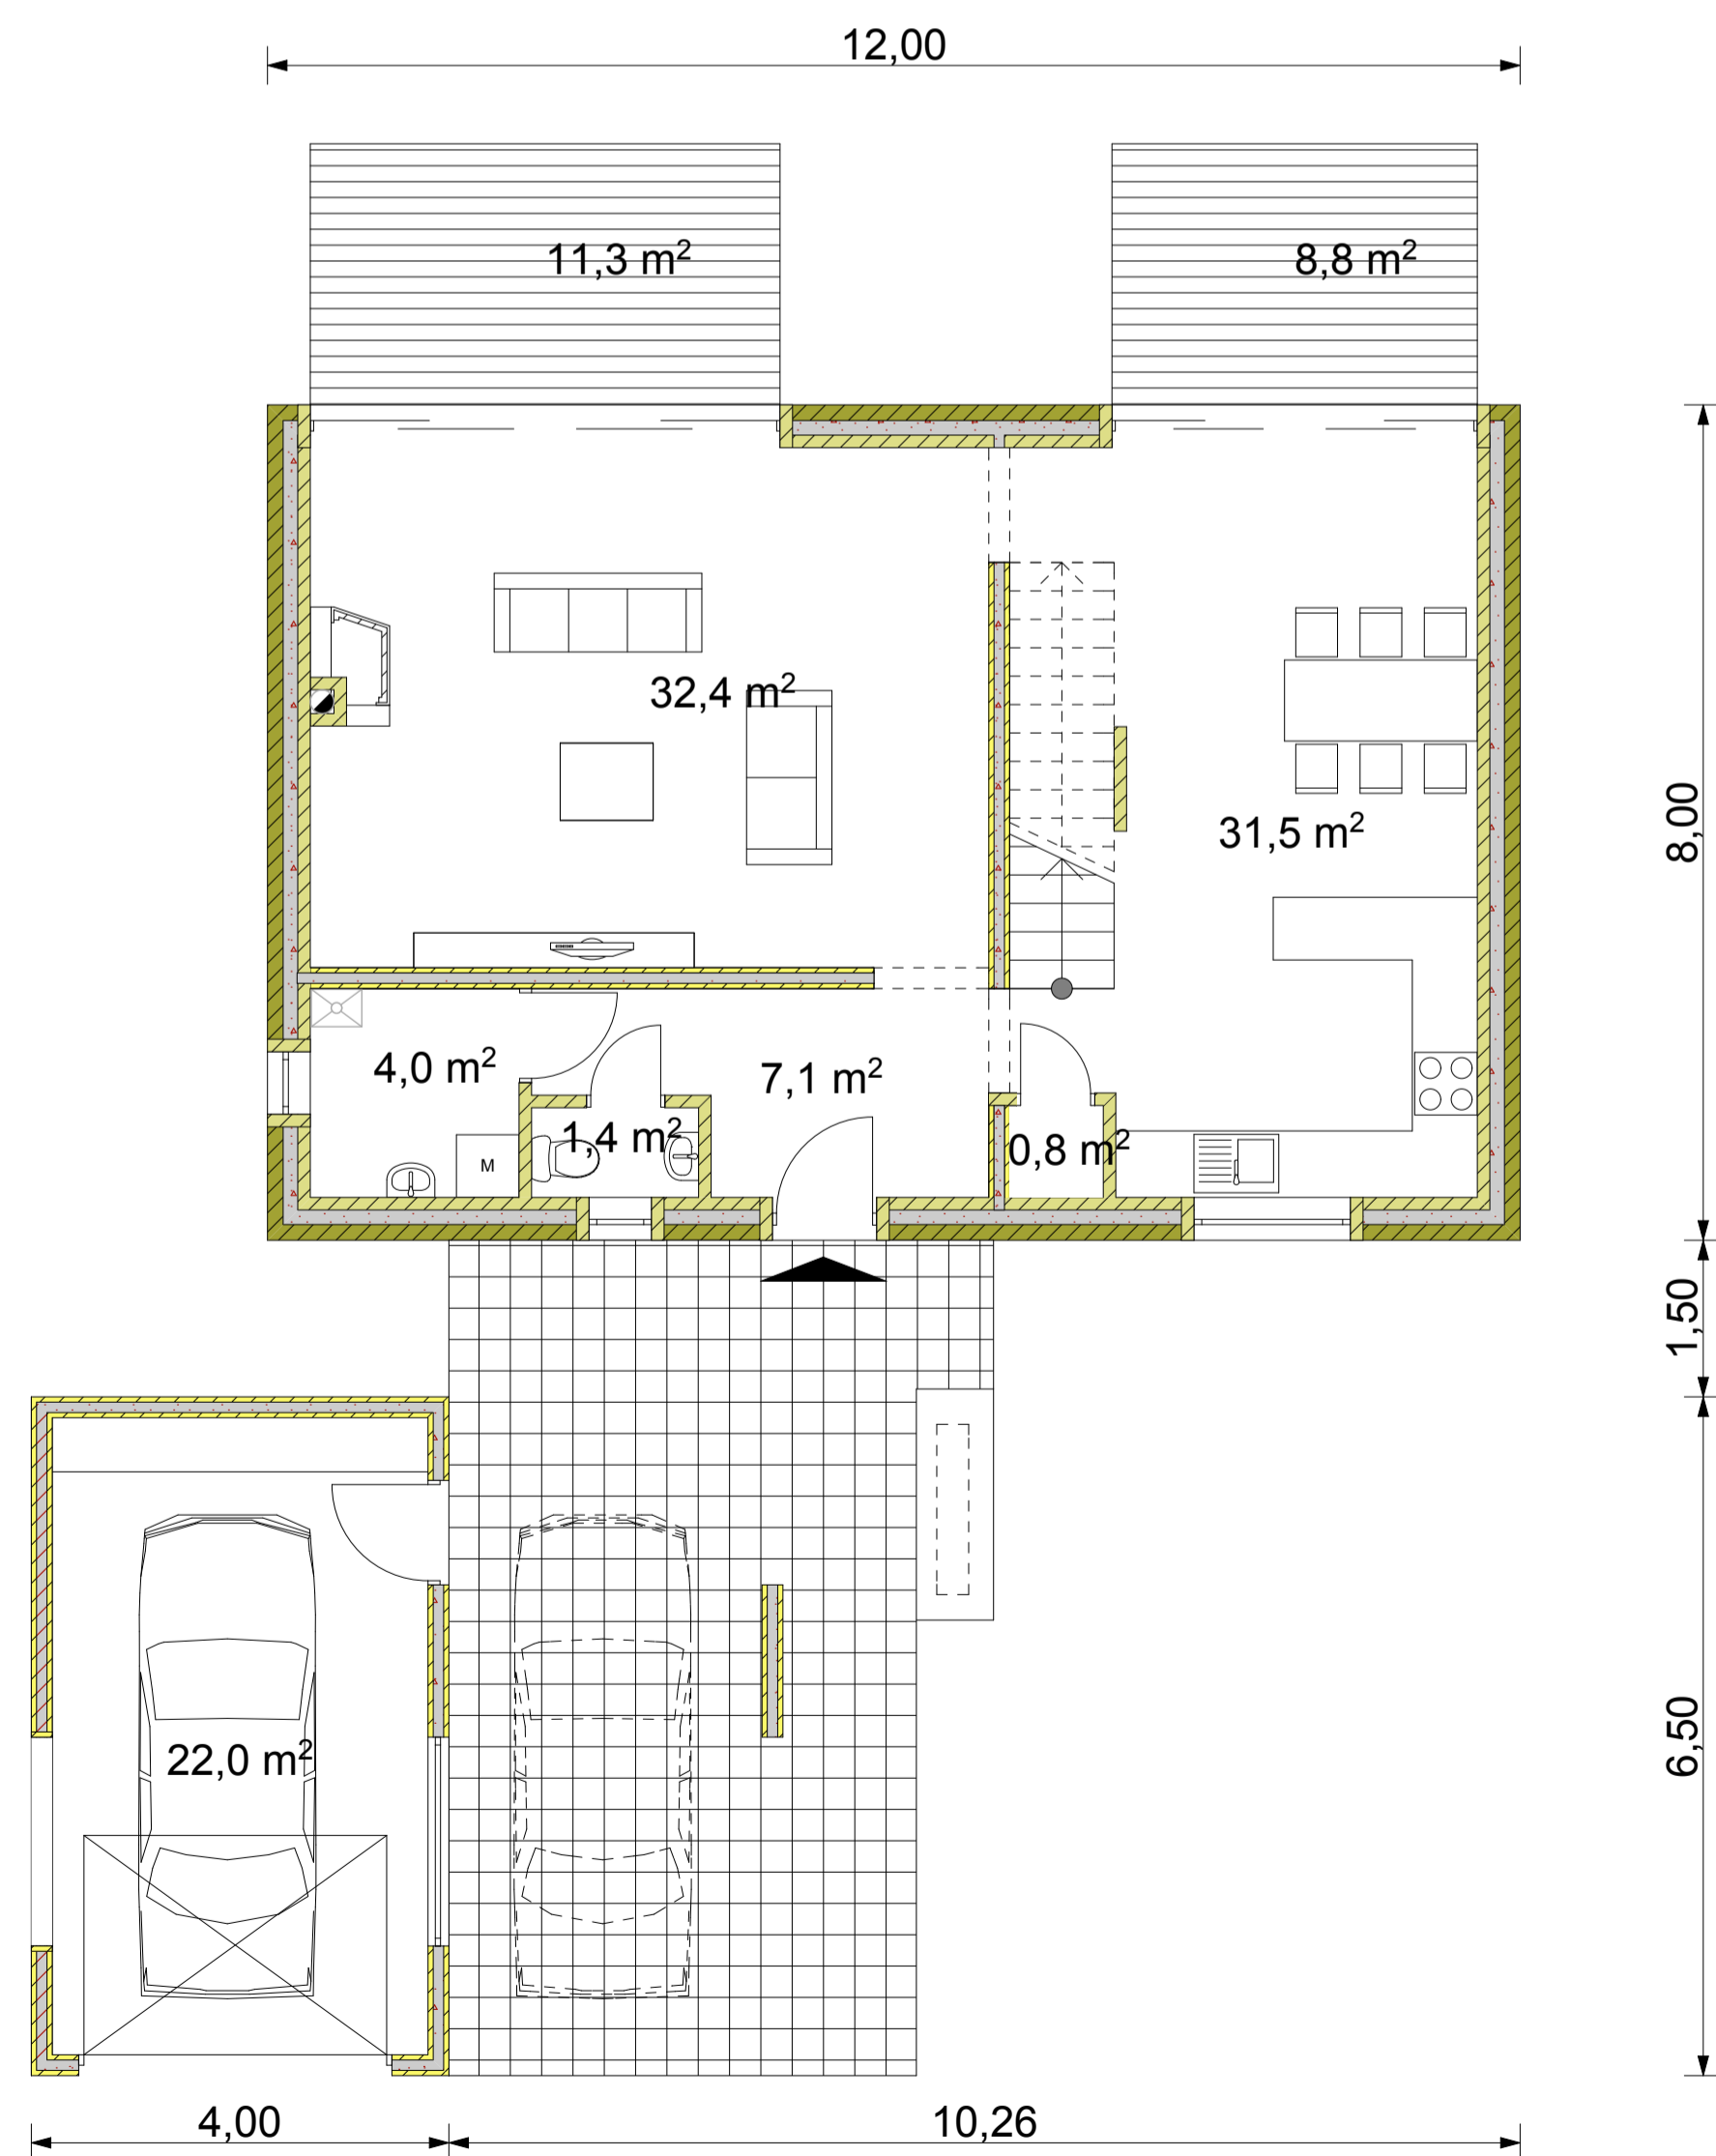 12,00
11,3 m²
8,8 m²
32,4 m²
31,5 m²
8,00
4,0 m²
7,1 m²
1,4 m²
0,8 m²
M
1,50
22,0 m²
6,50
4,00
10,26